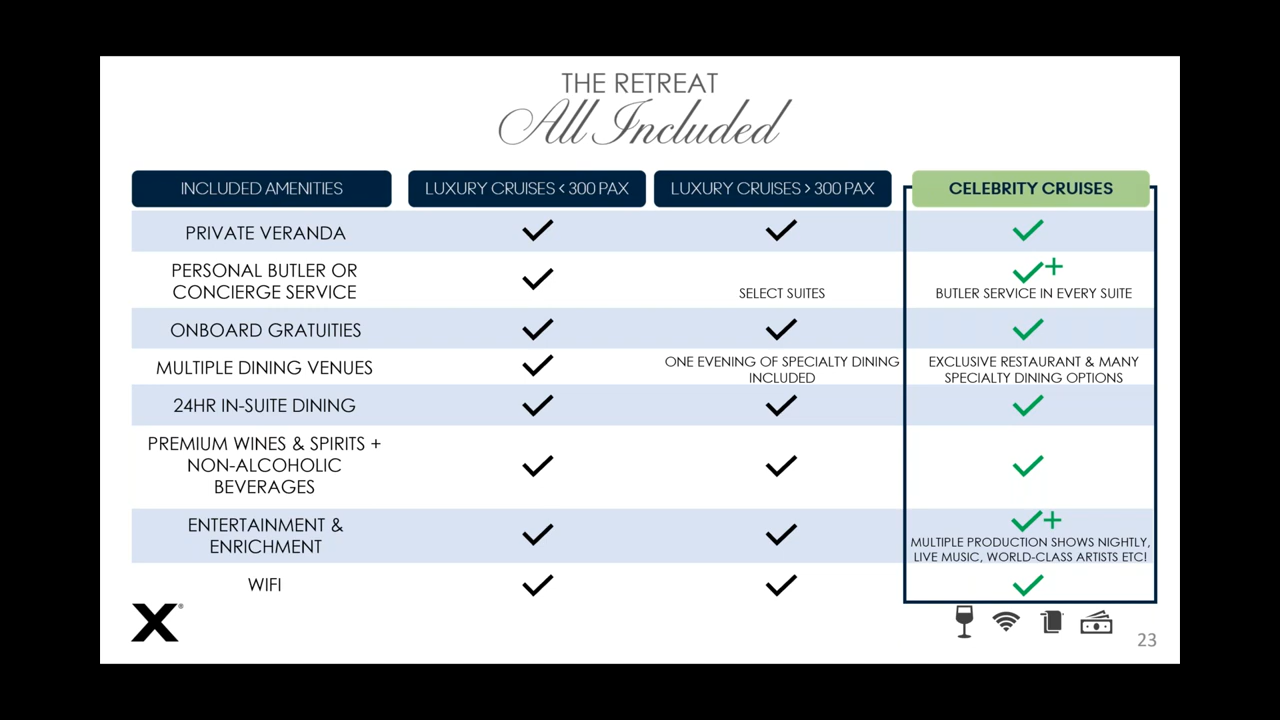 THE RETREAT
All Included
INCLUDED AMENITIES
LUXURY CRUISES < 300 PAX
LUXURY CRUISES > 300 PAX
CELEBRITY CRUISES
PRIVATE VERANDA
PERSONAL BUTLER OR
CONCIERGE SERVICE
SELECT SUITES
+
BUTLER SERVICE IN EVERY SUITE
ONBOARD GRATUITIES
MULTIPLE DINING VENUES
ONE EVENING OF SPECIALTY DINING
INCLUDED
EXCLUSIVE RESTAURANT & MANY
SPECIALTY DINING OPTIONS
24HR IN-SUITE DINING
PREMIUM WINES & SPIRITS +
NON-ALCOHOLIC
BEVERAGES
ENTERTAINMENT &
ENRICHMENT
+
MULTIPLE PRODUCTION SHOWS NIGHTLY,
LIVE MUSIC, WORLD-CLASS ARTISTS ETC!
WIFI
X®
23